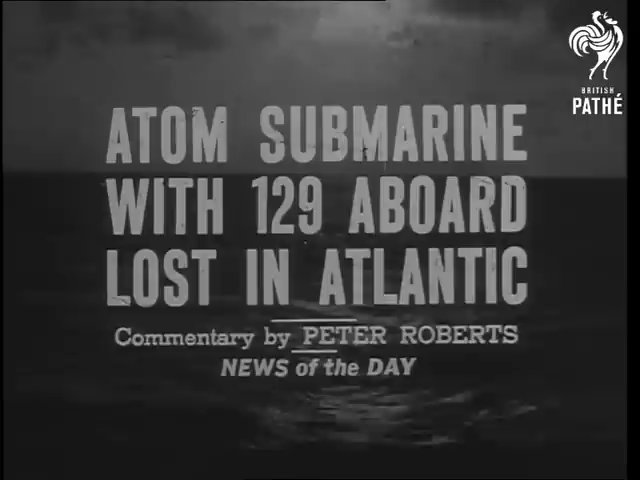 BRITISH
PATHÉ
ATOM SUBMARINE
WITH 129 ABOARD
LOST IN ATLANTIC
Commentary by PETER ROBERTS
NEWS of the DAY